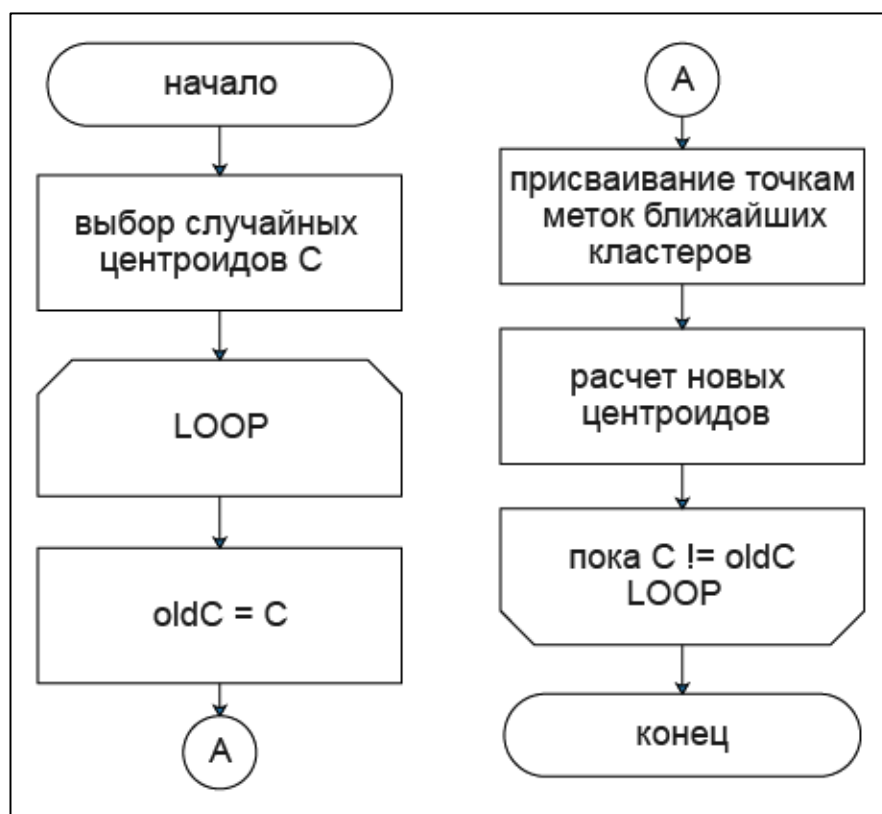 начало
выбор случайных
центроидов C
LOOP
oldC = C
A
A
присваивание точкам
меток ближайших
кластеров
расчет новых
центроидов
пока C != oldC
LOOP
конец